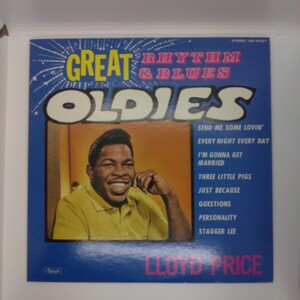 GREAT RHYTHM
& BLUES
OLDIES
SEND ME SOME LOVIN'
EVERY NIGHT EVERY DAY
I'M GONNA GET
MARRIED
THREE LITTLE PIGS
JUST BECAUSE
QUESTIONS
PERSONALITY
STAGGER LEE
LLOYD PRICE